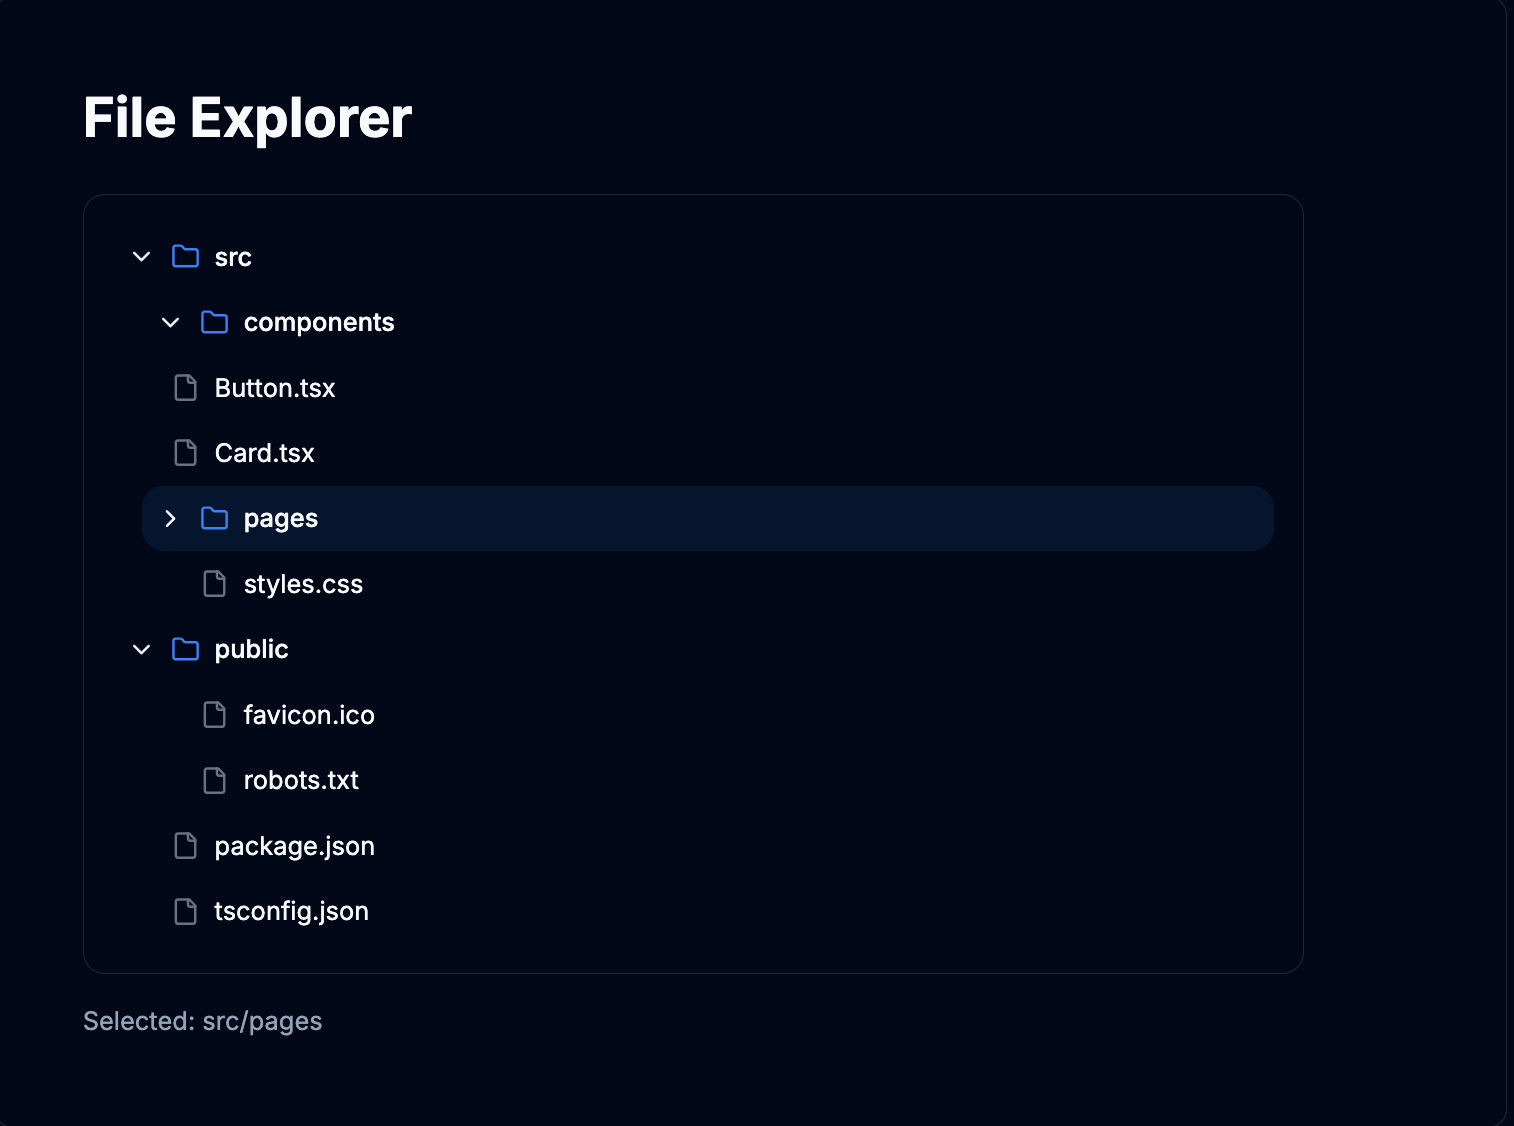 File Explorer
src
components
Button.tsx
Card.tsx
pages
styles.css
public
favicon.ico
robots.txt
package.json
tsconfig.json
Selected: src/pages